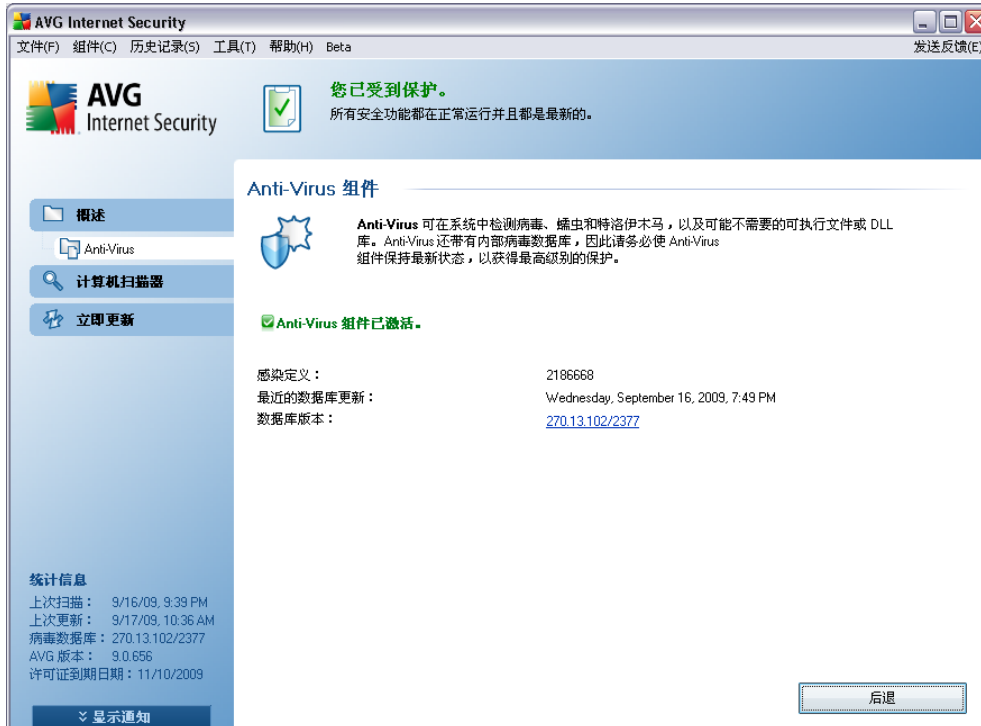 AVG Internet Security
文件(F) 组件(C) 历史记录(S) 工具(T) 帮助(H) Beta 发送反馈(E)
AVG
Internet Security
您已受到保护。
所有安全功能都在正常运行并且都是最新的。
概述
Anti-Virus
计算机扫描器
立即更新
Anti-Virus 组件
Anti-Virus 可在系统中检测病毒、蠕虫和特洛伊木马，以及可能不需要的可执行文件或 DLL
库。Anti-Virus 还带有内部病毒数据库，因此请务必使 Anti-Virus
组件保持最新状态，以获得最高级别的保护。
Anti-Virus 组件已激活。
感染定义： 2186668
最近的数据库更新： Wednesday, September 16, 2009, 7:49 PM
数据库版本： 270.13.102/2377
统计信息
上次扫描： 9/16/09, 9:39 PM
上次更新： 9/17/09, 10:36 AM
病毒数据库： 270.13.102/2377
AVG 版本： 9.0.656
许可证到期日期： 11/10/2009
显示通知
后退